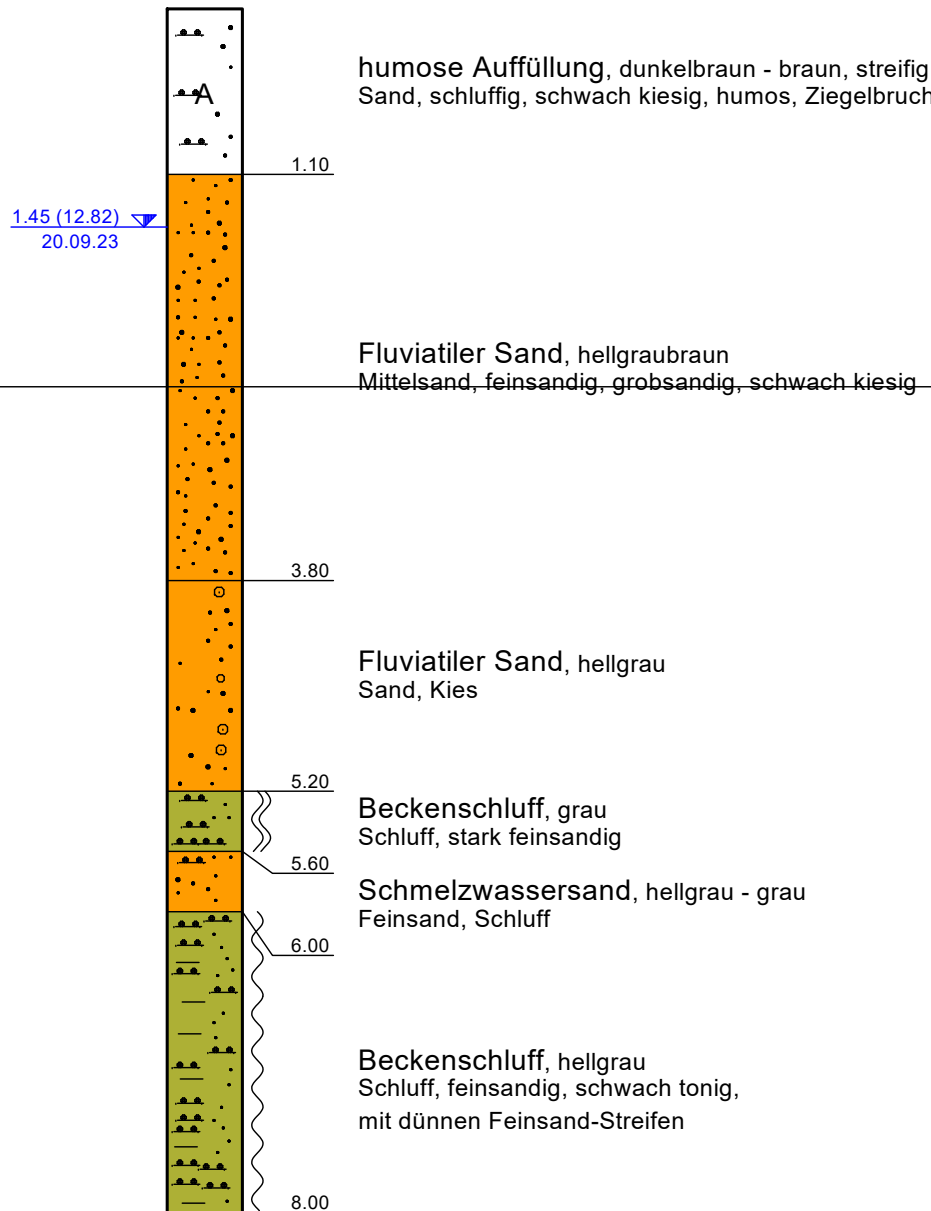 humose Auffüllung, dunkelbraun - braun, streifig
Sand, schluffig, schwach kiesig, humos, Ziegelbruch
A
1.10
1.45 (12.82)
20.09.23
Fluviatiler Sand, hellgraubraun
Mittelsand, feinsandig, grobsandig, schwach kiesig
3.80
Fluviatiler Sand, hellgrau
Sand, Kies
5.20
Beckenschluff, grau
Schluff, stark feinsandig
5.60
Schmelzwassersand, hellgrau - grau
Feinsand, Schluff
6.00
Beckenschluff, hellgrau
Schluff, feinsandig, schwach tonig,
mit dünnen Feinsand-Streifen
8.00